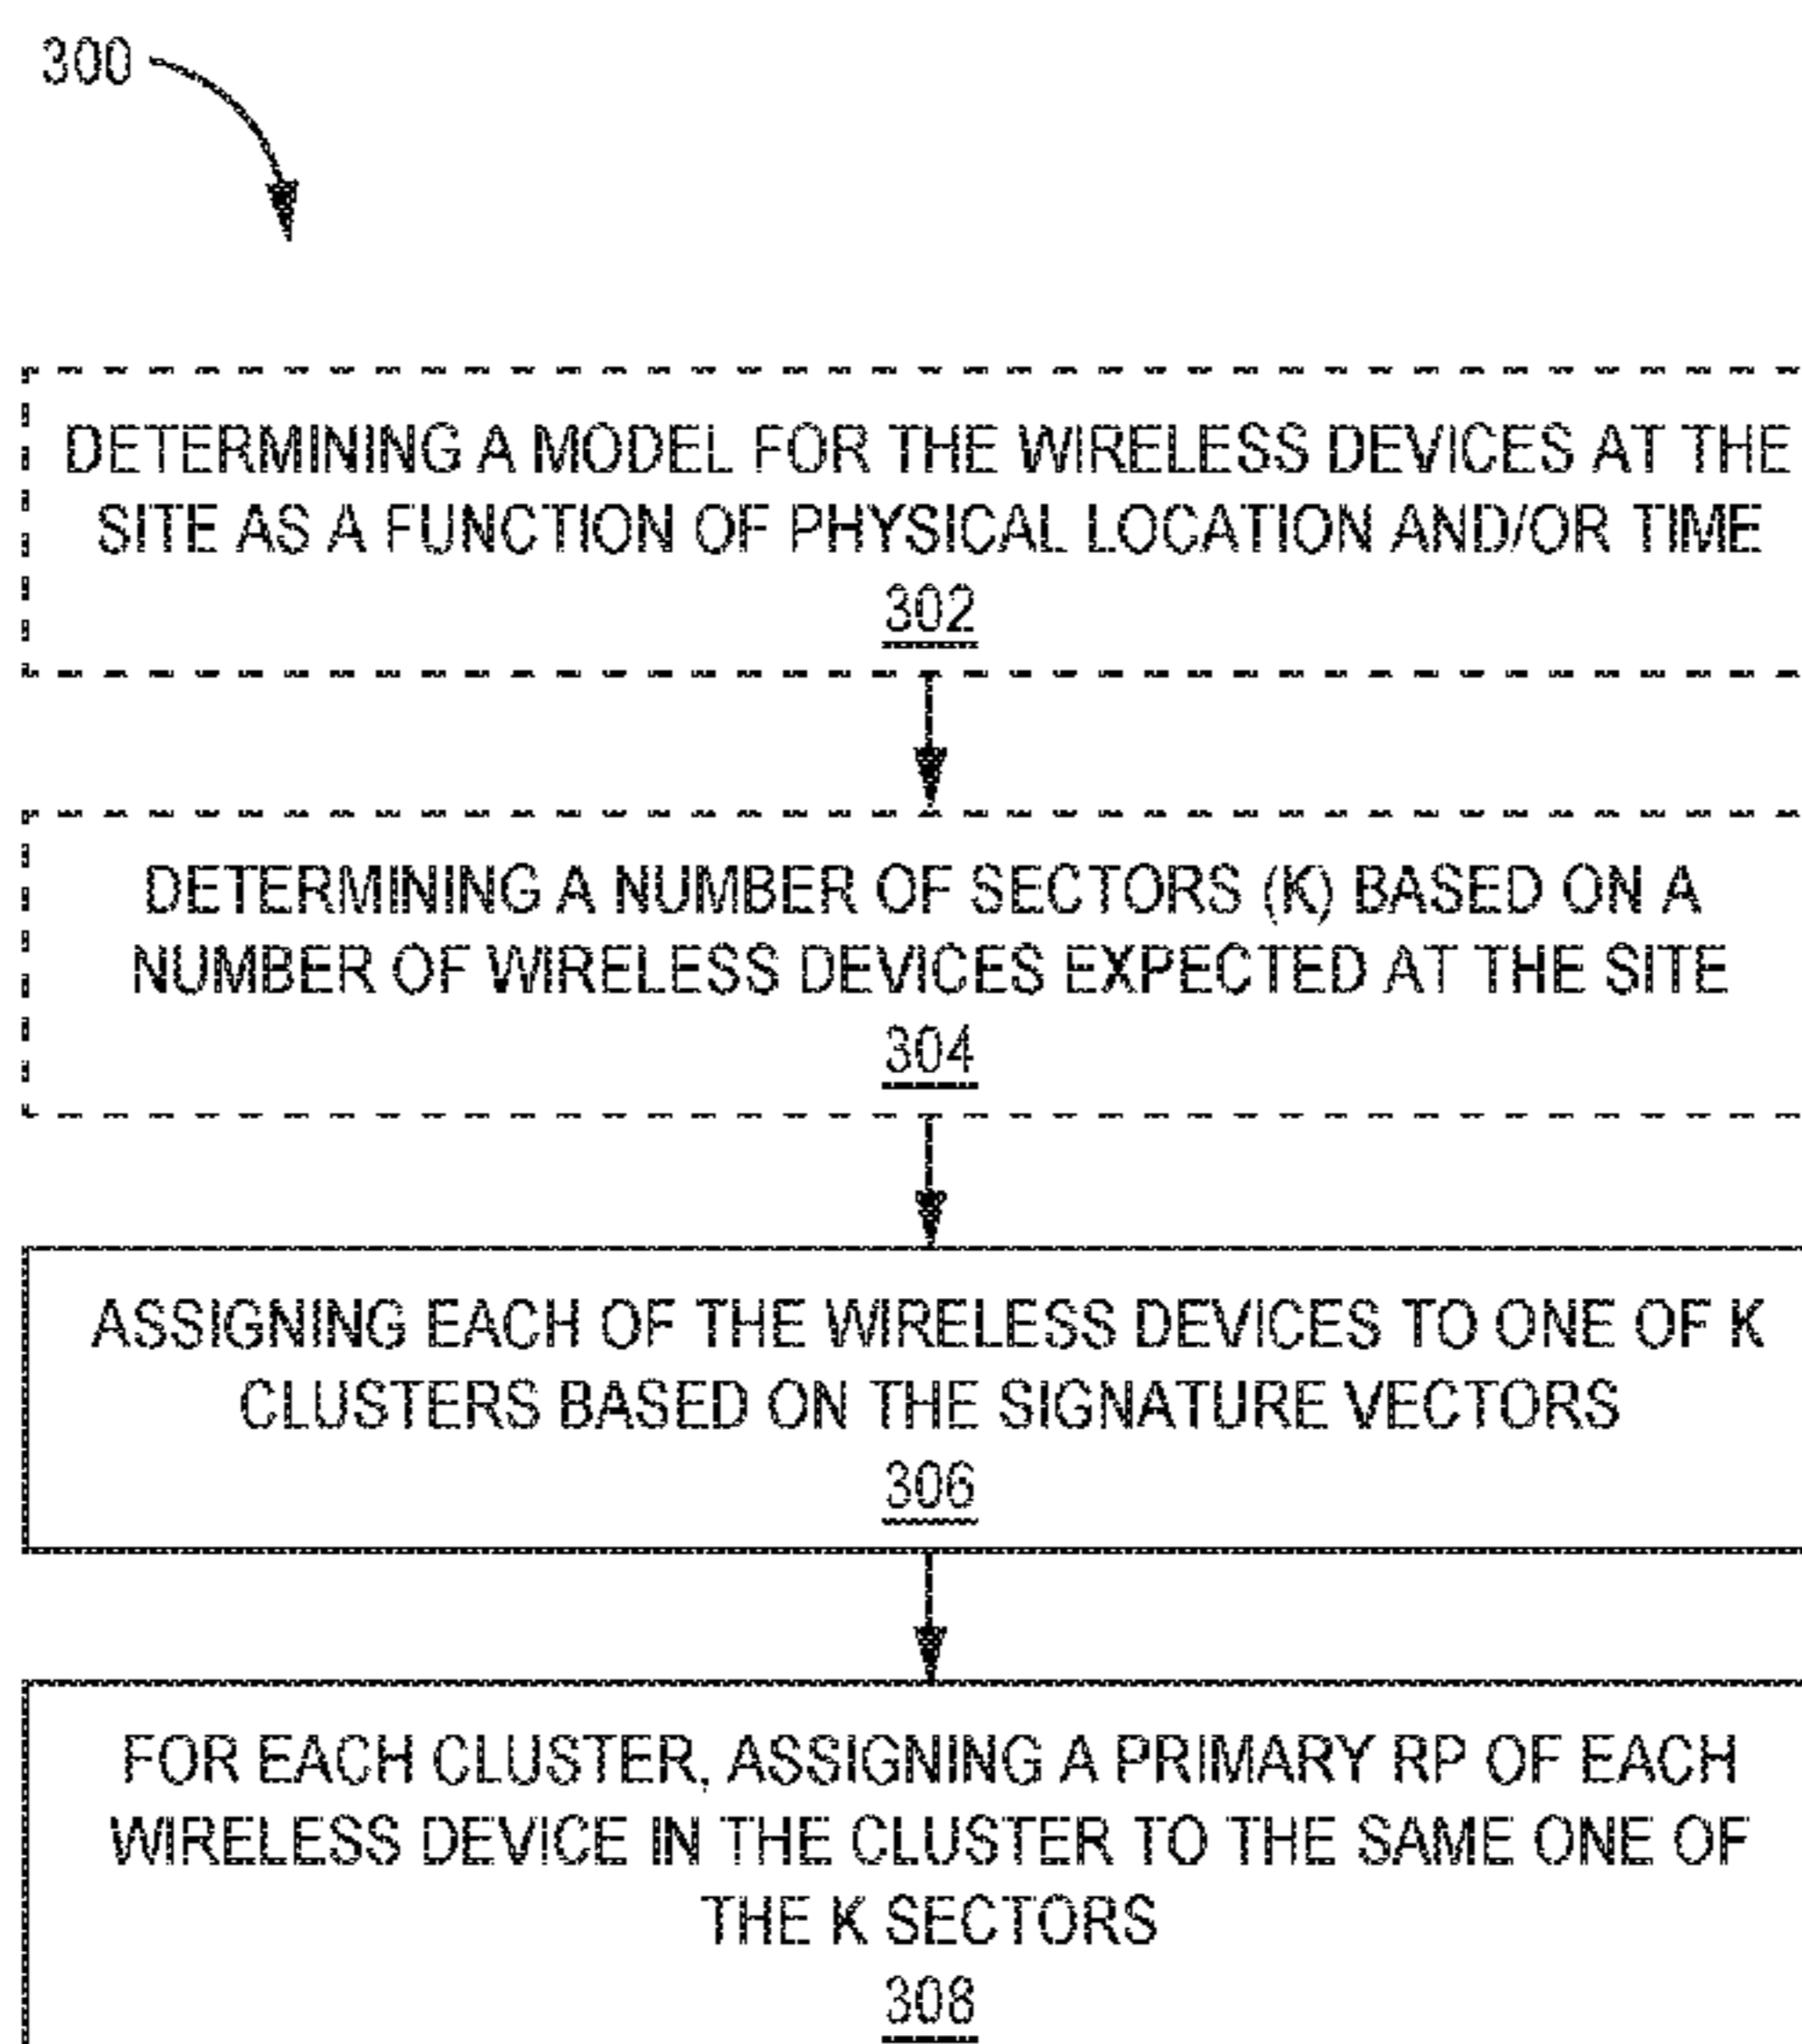 300
DETERMINING A MODEL FOR THE WIRELESS DEVICES AT THE
SITE AS A FUNCTION OF PHYSICAL LOCATION AND/OR TIME
302
DETERMINING A NUMBER OF SECTORS (K) BASED ON A
NUMBER OF WIRELESS DEVICES EXPECTED AT THE SITE
304
ASSIGNING EACH OF THE WIRELESS DEVICES TO ONE OF K
CLUSTERS BASED ON THE SIGNATURE VECTORS
306
FOR EACH CLUSTER, ASSIGNING A PRIMARY RP OF EACH
WIRELESS DEVICE IN THE CLUSTER TO THE SAME ONE OF
THE K SECTORS
308